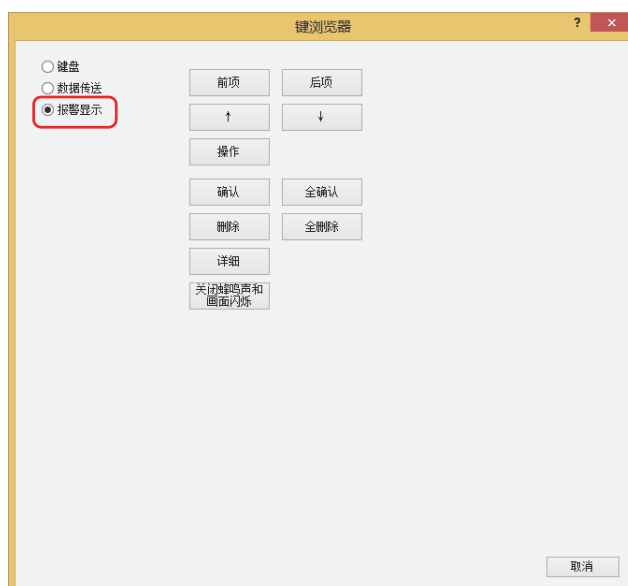 键浏览器
? ×
键盘
数据传送
报警显示
前项 后项
↑ ↓
操作
确认 全确认
删除 全删除
详细
关闭蜂鸣声和
画面闪烁
取消